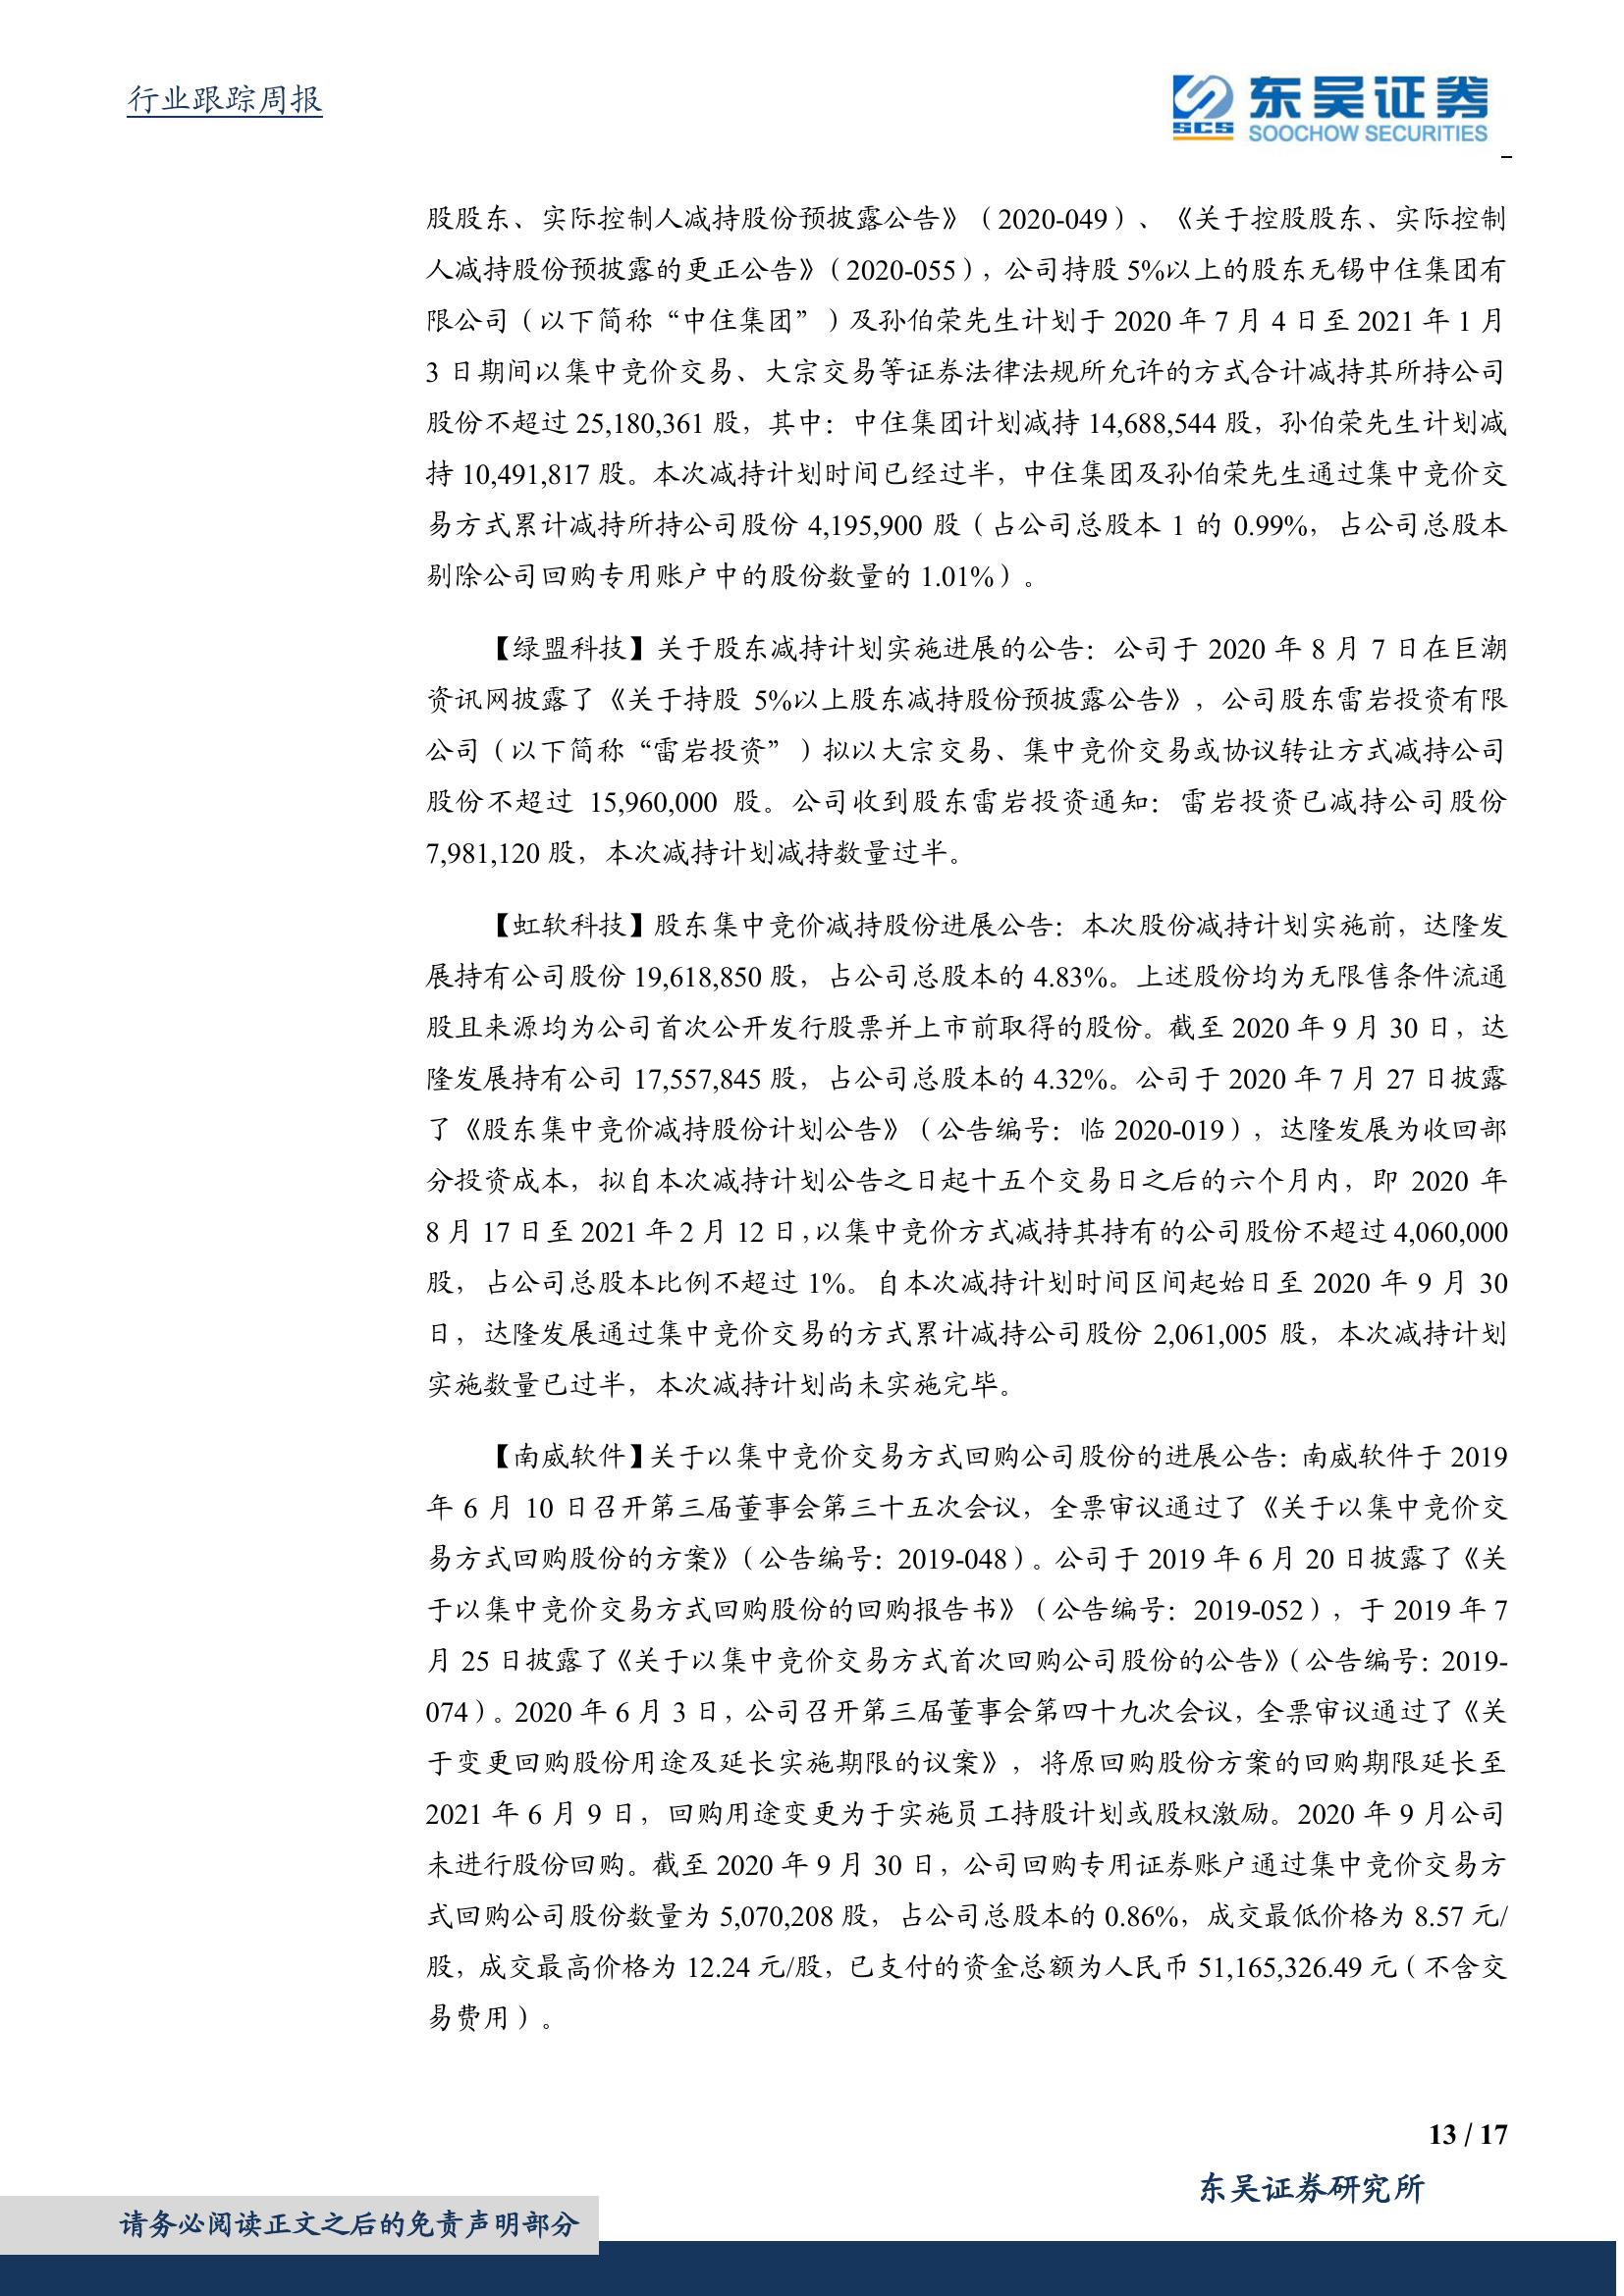 行业跟踪周报
SCS
东吴证券
SOOCHOW SECURITIES
股股东、实际控制人减持股份预披露公告》（2020-049）、《关于控股股东、实际控制
人减持股份预披露的更正公告》（2020-055），公司持股 5%以上的股东无锡中住集团有
限公司（以下简称“中住集团”）及孙伯荣先生计划于 2020 年 7 月 4 日至 2021 年 1 月
3 日期间以集中竞价交易、大宗交易等证券法律法规所允许的方式合计减持其所持公司
股份不超过 25,180,361 股，其中：中住集团计划减持 14,688,544 股，孙伯荣先生计划减
持 10,491,817 股。本次减持计划时间已经过半，中住集团及孙伯荣先生通过集中竞价交
易方式累计减持所持公司股份 4,195,900 股（占公司总股本 1 的 0.99%，占公司总股本
剔除公司回购专用账户中的股份数量的 1.01%）。
【绿盟科技】关于股东减持计划实施进展的公告：公司于 2020 年 8 月 7 日在巨潮
资讯网披露了《关于持股 5%以上股东减持股份预披露公告》，公司股东雷岩投资有限
公司（以下简称“雷岩投资”）拟以大宗交易、集中竞价交易或协议转让方式减持公司
股份不超过 15,960,000 股。公司收到股东雷岩投资通知：雷岩投资已减持公司股份
7,981,120 股，本次减持计划减持数量过半。
【虹软科技】股东集中竞价减持股份进展公告：本次股份减持计划实施前，达隆发
展持有公司股份 19,618,850 股，占公司总股本的 4.83%。上述股份均为无限售条件流通
股且来源均为公司首次公开发行股票并上市前取得的股份。截至 2020 年 9 月 30 日，达
隆发展持有公司 17,557,845 股，占公司总股本的 4.32%。公司于 2020 年 7 月 27 日披露
了《股东集中竞价减持股份计划公告》（公告编号：临 2020-019），达隆发展为收回部
分投资成本，拟自本次减持计划公告之日起十五个交易日之后的六个月内，即 2020 年
8 月 17 日至 2021 年 2 月 12 日，以集中竞价方式减持其持有的公司股份不超过 4,060,000
股，占公司总股本比例不超过 1%。自本次减持计划时间区间起始日至 2020 年 9 月 30
日，达隆发展通过集中竞价交易的方式累计减持公司股份 2,061,005 股，本次减持计划
实施数量已过半，本次减持计划尚未实施完毕。
【南威软件】关于以集中竞价交易方式回购公司股份的进展公告：南威软件于 2019
年 6 月 10 日召开第三届董事会第三十五次会议，全票审议通过了《关于以集中竞价交
易方式回购股份的方案》（公告编号：2019-048）。公司于 2019 年 6 月 20 日披露了《关
于以集中竞价交易方式回购股份的回购报告书》（公告编号：2019-052），于 2019 年 7
月 25 日披露了《关于以集中竞价交易方式首次回购公司股份的公告》（公告编号：2019-
074）。2020 年 6 月 3 日，公司召开第三届董事会第四十九次会议，全票审议通过了《关
于变更回购股份用途及延长实施期限的议案》，将原回购股份方案的回购期限延长至
2021 年 6 月 9 日，回购用途变更为于实施员工持股计划或股权激励。2020 年 9 月公司
未进行股份回购。截至 2020 年 9 月 30 日，公司回购专用证券账户通过集中竞价交易方
式回购公司股份数量为 5,070,208 股，占公司总股本的 0.86%，成交最低价格为 8.57 元/
股，成交最高价格为 12.24 元/股，已支付的资金总额为人民币 51,165,326.49 元（不含交
易费用）。
13 / 17
东吴证券研究所
请务必阅读正文之后的免责声明部分